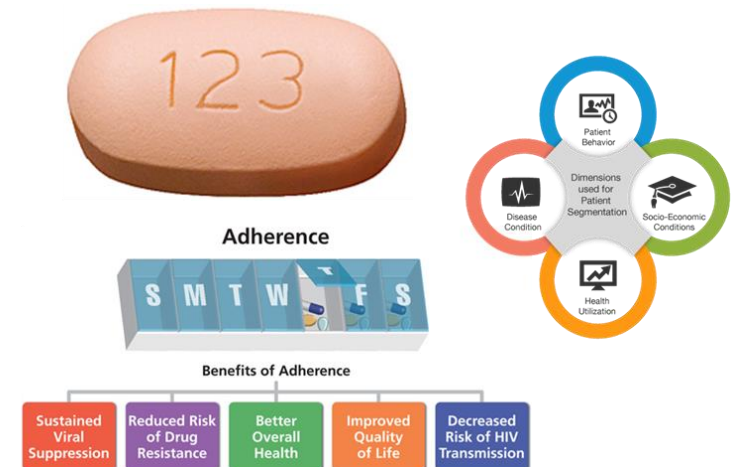 123
Patient
Behavior
Dimensions
used for
Patient
Segmentation
Disease
Condition
Socio-Economic
Conditions
Health
Utilization
Adherence
S M T W T F S
Benefits of Adherence
Sustained
Viral
Suppression
Reduced Risk
of Drug
Resistance
Better
Overall
Health
Improved
Quality
of Life
Decreased
Risk of HIV
Transmission